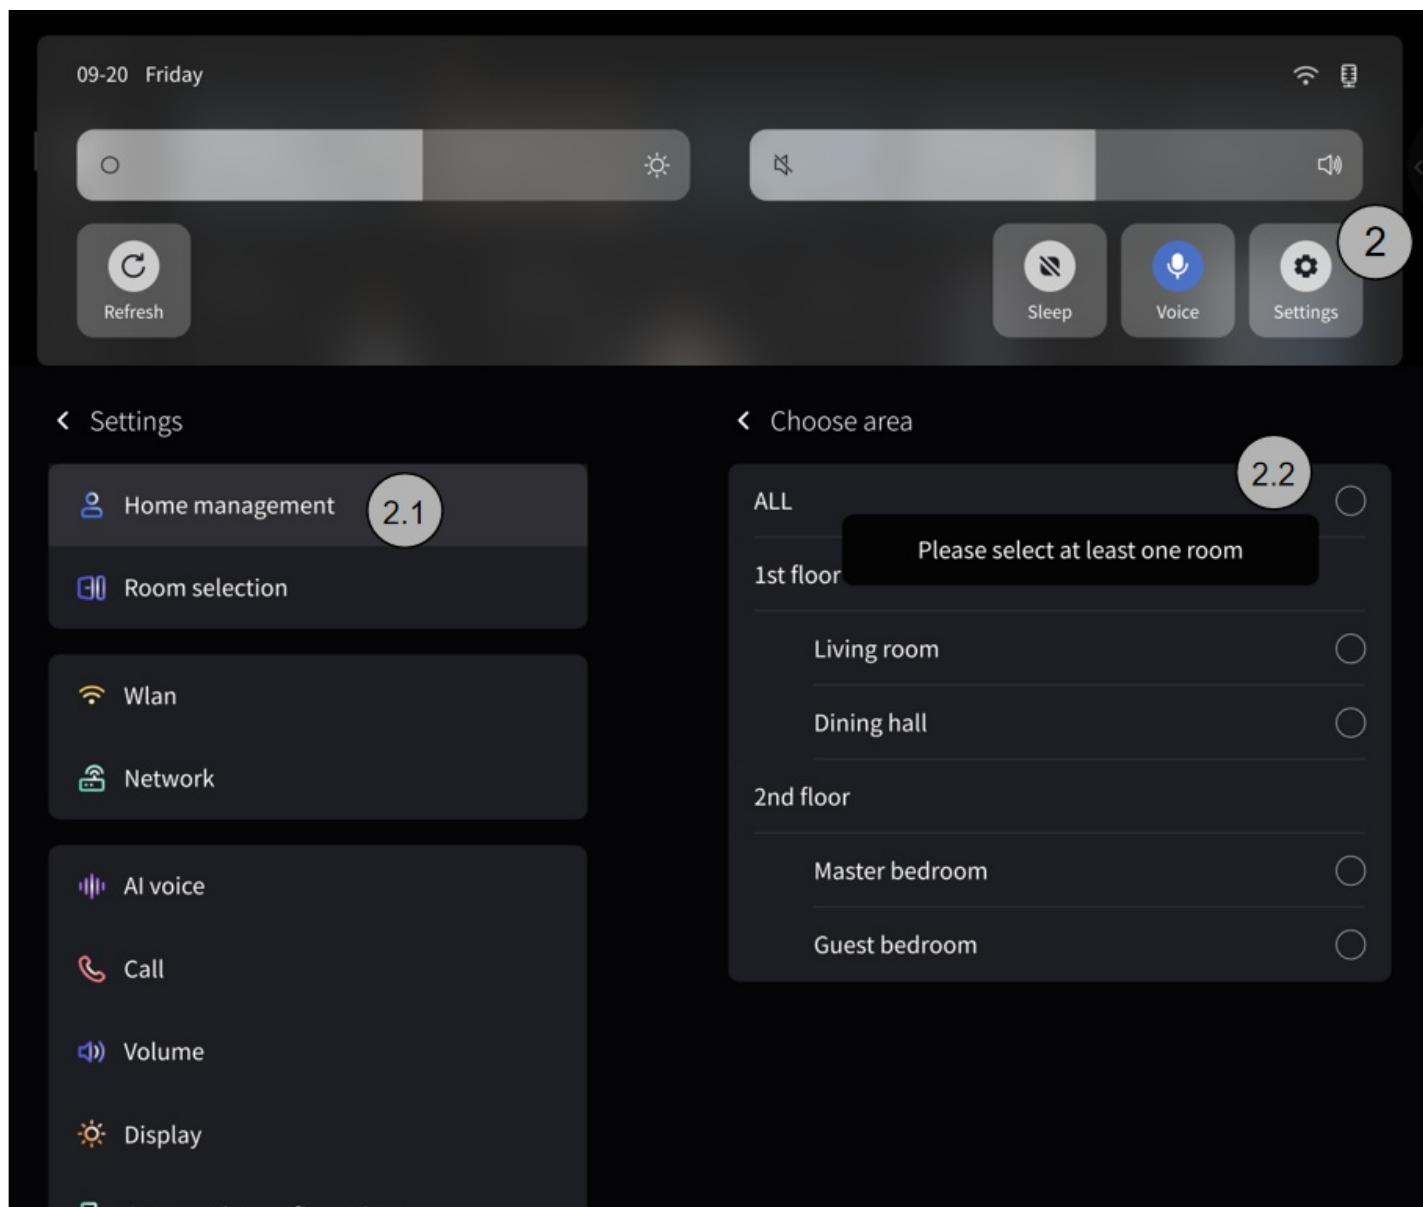 09-20 Friday
2
Refresh
Sleep
Voice
Settings
Settings
Home management
2.1
Room selection
Wlan
Network
AI voice
Call
Volume
Display
Choose area
2.2
ALL
Please select at least one room
1st floor
Living room
Dining hall
2nd floor
Master bedroom
Guest bedroom